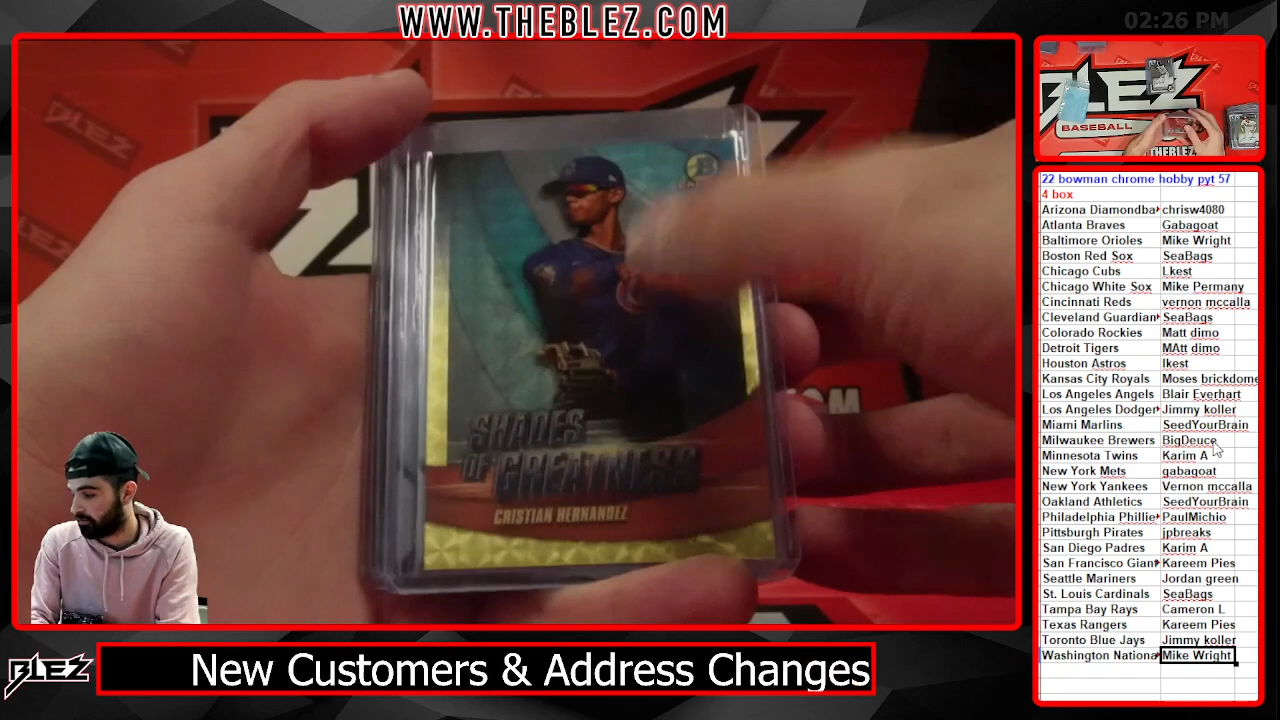 WWW.THEBLEZ.COM
02:26 PM
BLEZ
BASEBALL
THEBLEZ
SHADES
OF GREATNESS
CRISTIAN HERNANDEZ
22 bowman chrome hobby pyt 57
4 box
Arizona Diamondba chrisw4080
Atlanta Braves Gabagoat
Baltimore Orioles Mike Wright
Boston Red Sox SeaBags
Chicago Cubs Lkest
Chicago White Sox Mike Permany
Cincinnati Reds vernon mccalla
Cleveland Guardian SeaBags
Colorado Rockies Matt dimo
Detroit Tigers MAtt dimo
Houston Astros lkest
Kansas City Royals Moses brickdome
Los Angeles Angels Blair Everhart
Los Angeles Dodger Jimmy koller
Miami Marlins SeedYourBrain
Milwaukee Brewers BigDeuce
Minnesota Twins Karim A
New York Mets gabagoat
New York Yankees Vernon mccalla
Oakland Athletics SeedYourBrain
Philadelphia Phillie PaulMichio
Pittsburgh Pirates jpbreaks
San Diego Padres Karim A
San Francisco Gian Kareem Pies
Seattle Mariners Jordan green
St. Louis Cardinals SeaBags
Tampa Bay Rays Cameron L
Texas Rangers Kareem Pies
Toronto Blue Jays Jimmy koller
Washington Nationa Mike Wright
BLEZ
New Customers & Address Changes